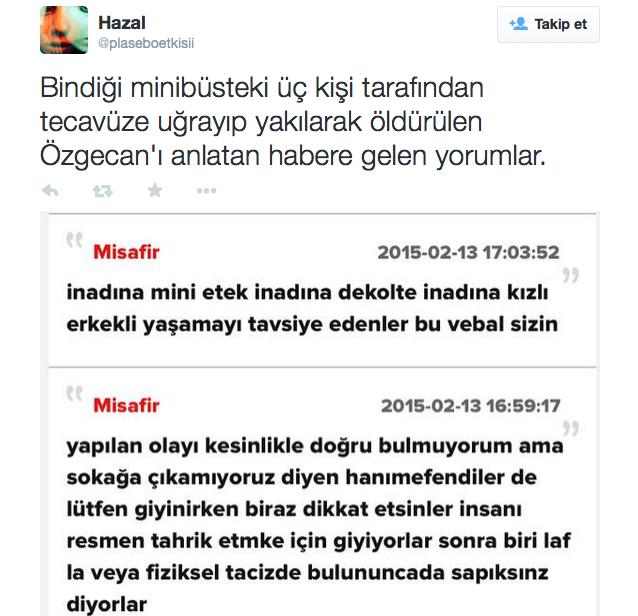 Hazal
@plaseboetkisii
Takip et
Bindiği minibüsteki üç kişi tarafından
tecavüze uğrayıp yakılarak öldürülen
Özgecan'ı anlatan habere gelen yorumlar.
Misafir 2015-02-13 17:03:52
inadına mini etek inadına dekolte inadına kızlı
erkekli yaşamayı tavsiye edenler bu vebal sizin
Misafir 2015-02-13 16:59:17
yapılan olayı kesinlikle doğru bulmuyorum ama
sokağa çıkamıyoruz diyen hanımefendiler de
lütfen giyinirken biraz dikkat etsinler insanı
resmen tahrik etmke için giyiyorlar sonra biri laf
la veya fiziksel tacizde bulununcada sapıksınz
diyorlar